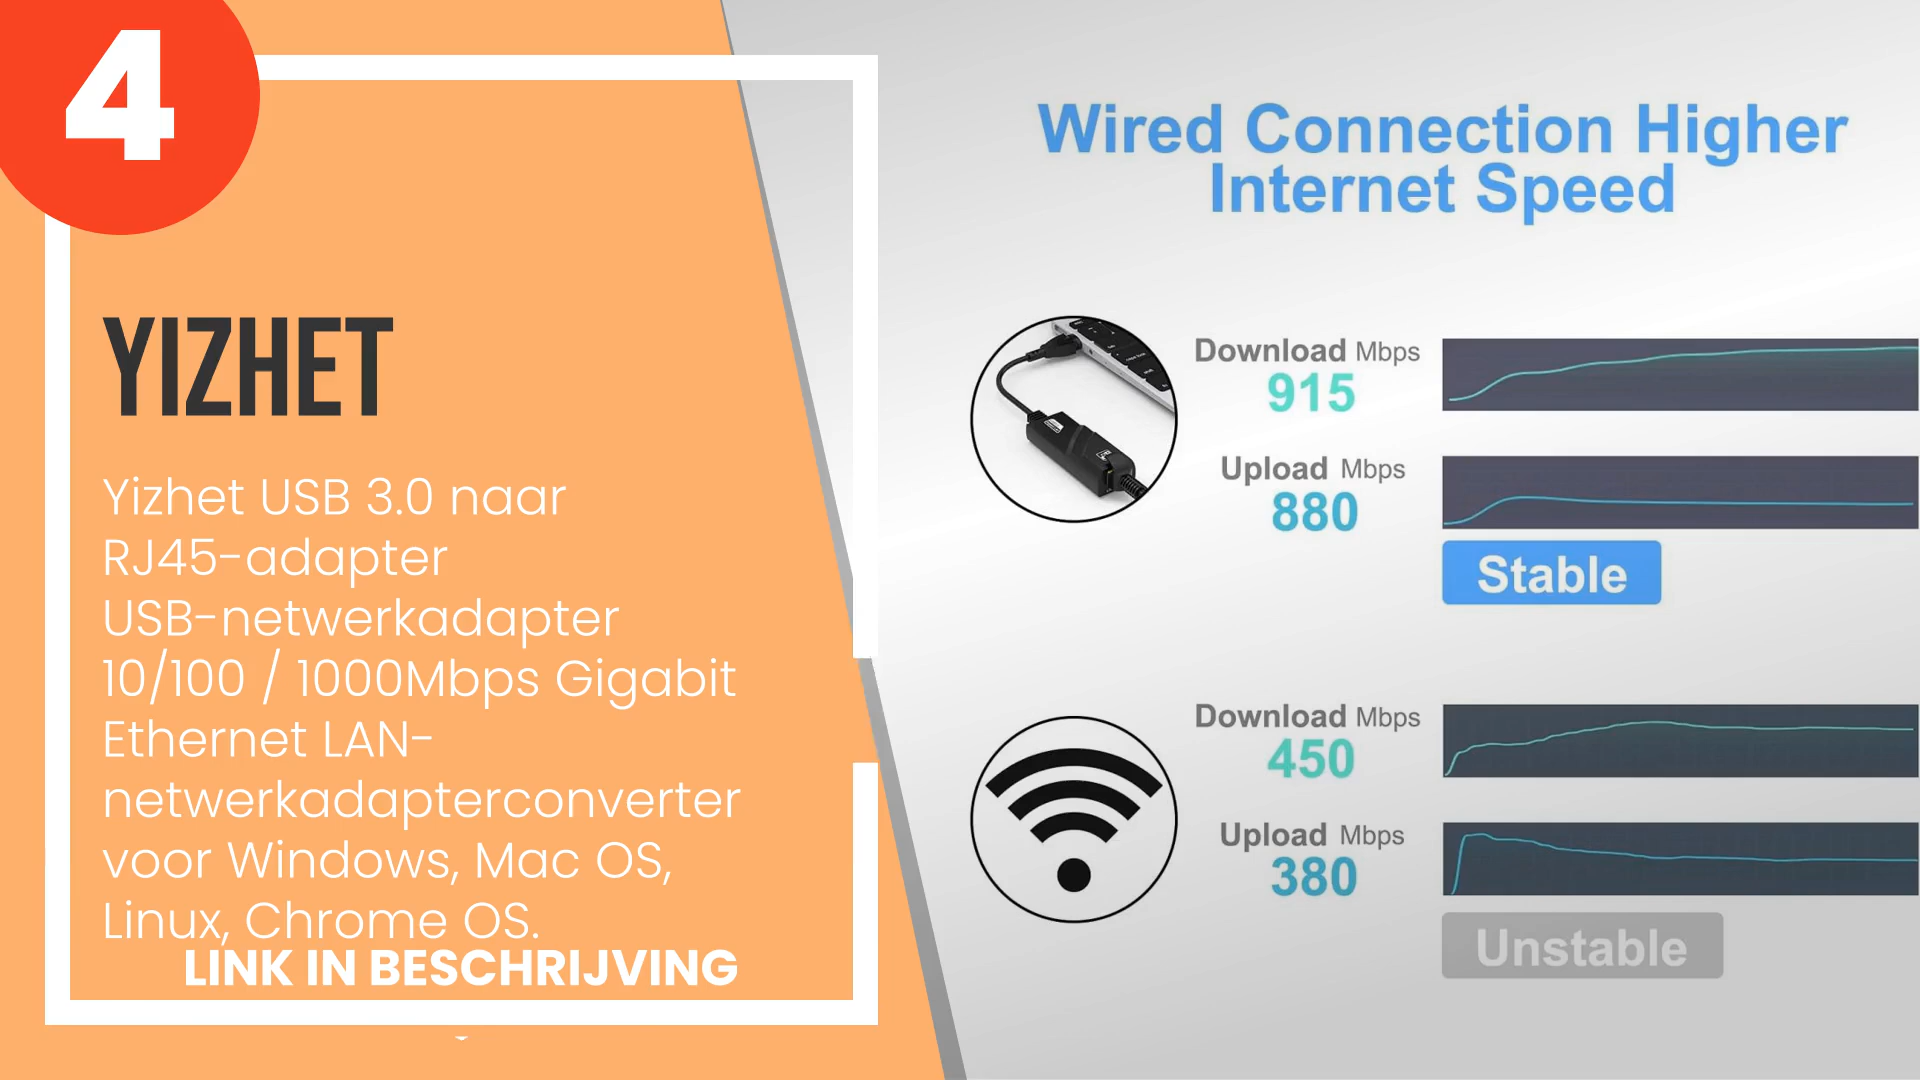 4
YIZHET
Yizhet USB 3.0 naar
RJ45-adapter
USB-netwerkadapter
10/100 / 1000Mbps Gigabit
Ethernet LAN-
netwerkadapterconverter
voor Windows, Mac OS,
Linux, Chrome OS.
LINK IN BESCHRIJVING
Wired Connection Higher
Internet Speed
Download Mbps
915
Upload Mbps
880
Stable
Download Mbps
450
Upload Mbps
380
Unstable